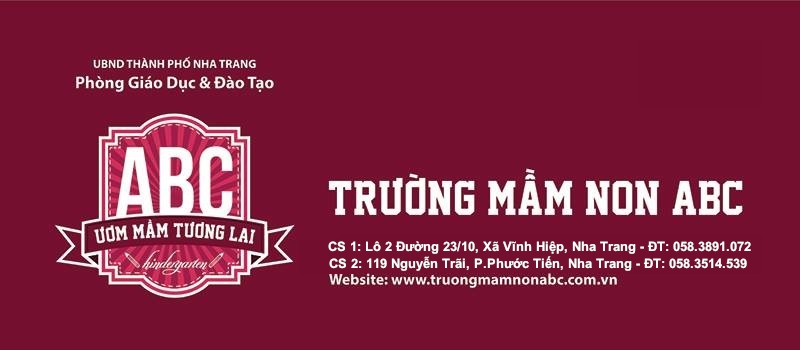 UBND THÀNH PHỐ NHA TRANG
Phòng Giáo Dục & Đào Tạo
ABC
ƯƠM MẦM TƯƠNG LAI
kindergarten
TRƯỜNG MẦM NON ABC
CS 1: Lô 2 Đường 23/10, Xã Vĩnh Hiệp, Nha Trang - ĐT: 058.3891.072
CS 2: 119 Nguyễn Trãi, P.Phước Tiến, Nha Trang - ĐT: 058.3514.539
Website: www.truongmamnonabc.com.vn